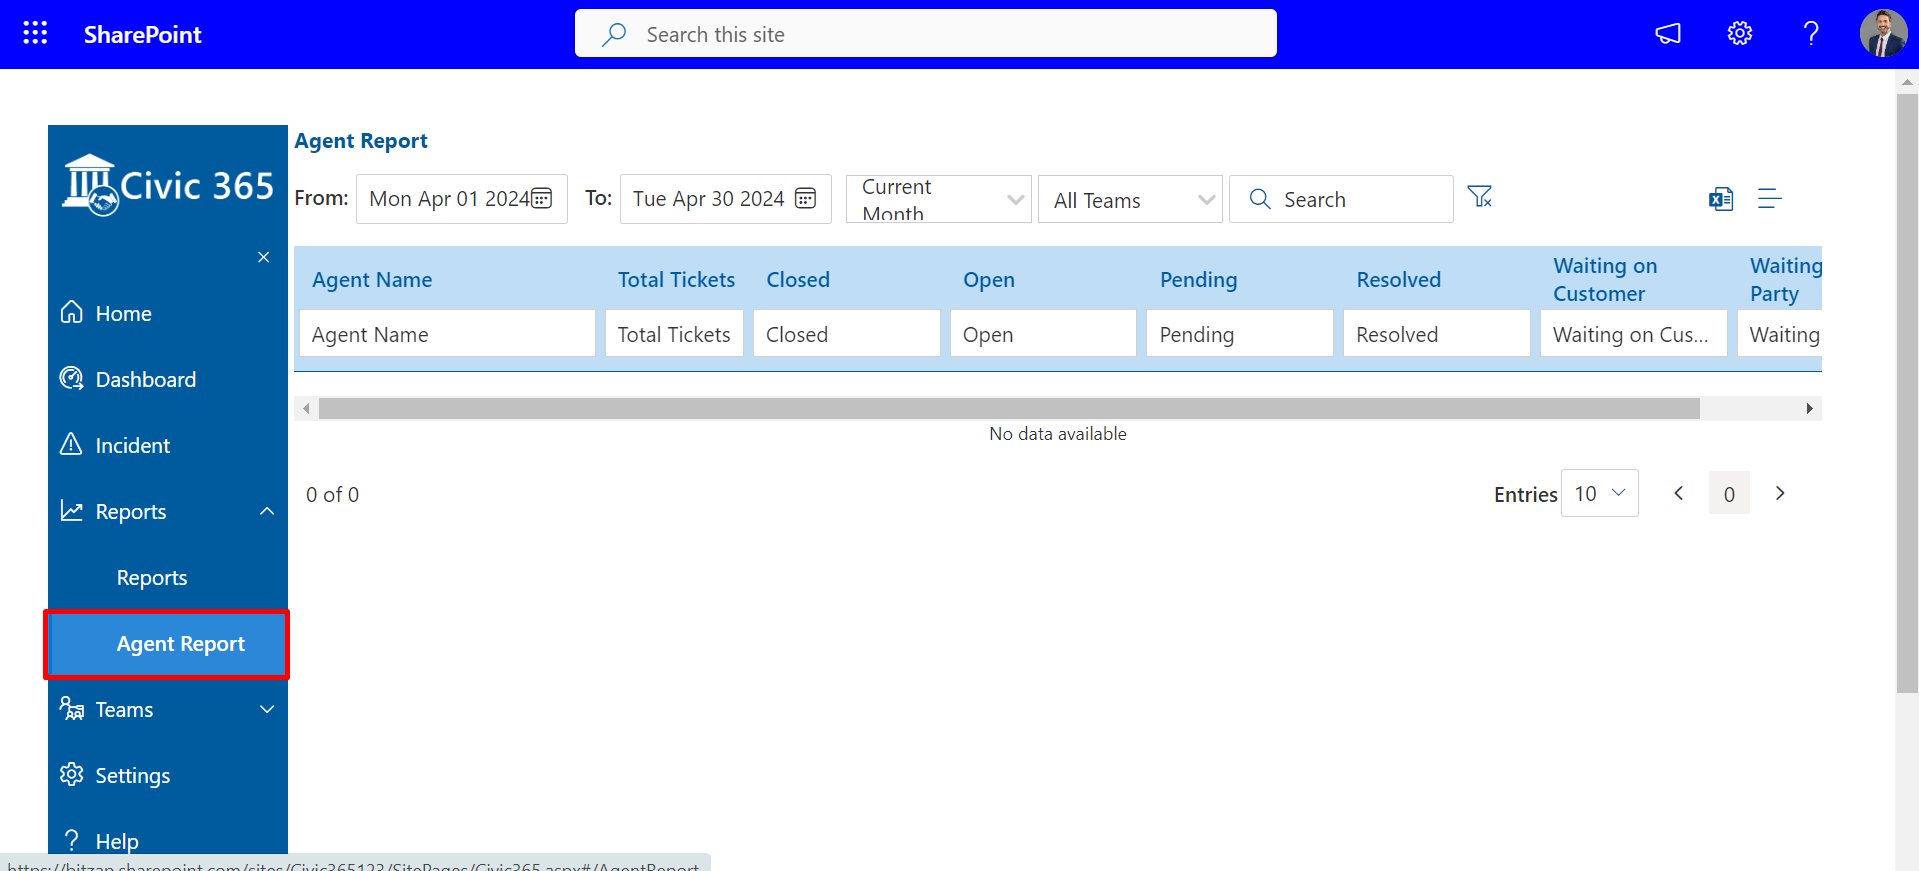 SharePoint
Search this site
Civic 365
Home
Dashboard
Incident
Reports
Reports
Agent Report
Teams
Settings
Help
Agent Report
From:
Mon Apr 01 2024
To:
Tue Apr 30 2024
Current
Month
All Teams
Search
Agent Name
Total Tickets
Closed
Open
Pending
Resolved
Waiting on
Customer
Waiting
Party
Agent Name
Total Tickets
Closed
Open
Pending
Resolved
Waiting on Cus...
Waiting
No data available
0 of 0
Entries
10
0
https://bitzap.sharepoint.com/sites/Civic365123/SitePages/Civic365.aspx#/AgentReport